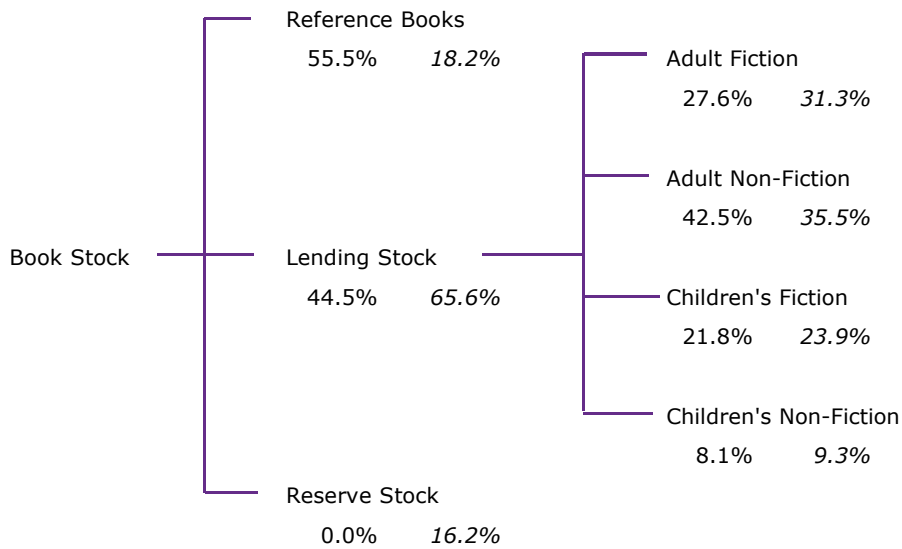 Reference Books
55.5% 18.2%
Adult Fiction
27.6% 31.3%
Adult Non-Fiction
42.5% 35.5%
Book Stock
Lending Stock
44.5% 65.6%
Children's Fiction
21.8% 23.9%
Children's Non-Fiction
8.1% 9.3%
Reserve Stock
0.0% 16.2%